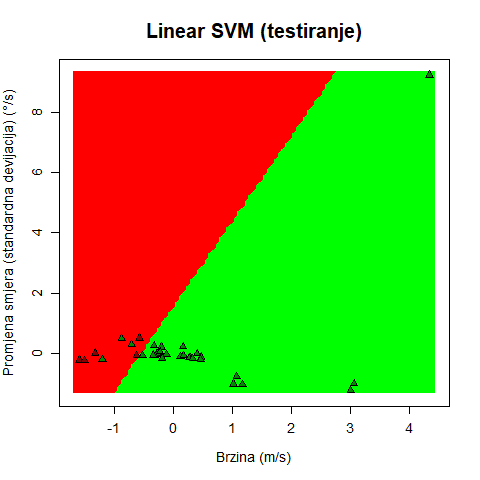 Linear SVM (testiranje)
Promjena smjera (standardna devijacija) (°/s)
8
6
4
2
0
-1 0 1 2 3 4
Brzina (m/s)